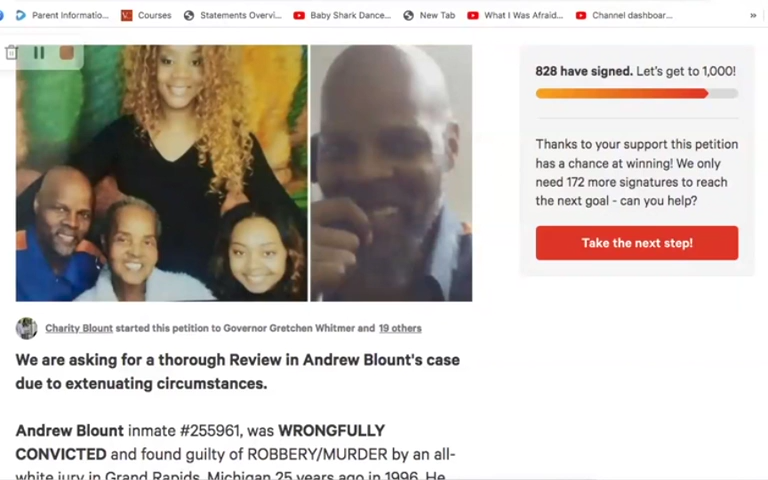 Parent Informatio...
Courses
Statements Overvi...
Baby Shark Dance...
New Tab
What I Was Afraid...
Channel dashboar...
»
828 have signed. Let's get to 1,000!
Thanks to your support this petition
has a chance at winning! We only
need 172 more signatures to reach
the next goal - can you help?
Take the next step!
Charity Blount started this petition to Governor Gretchen Whitmer and 19 others
We are asking for a thorough Review in Andrew Blount's case
due to extenuating circumstances.
Andrew Blount inmate #255961, was WRONGFULLY
CONVICTED and found guilty of ROBBERY/MURDER by an all-
white jury in Grand Rapids, Michigan 25 years ago in 1996. He